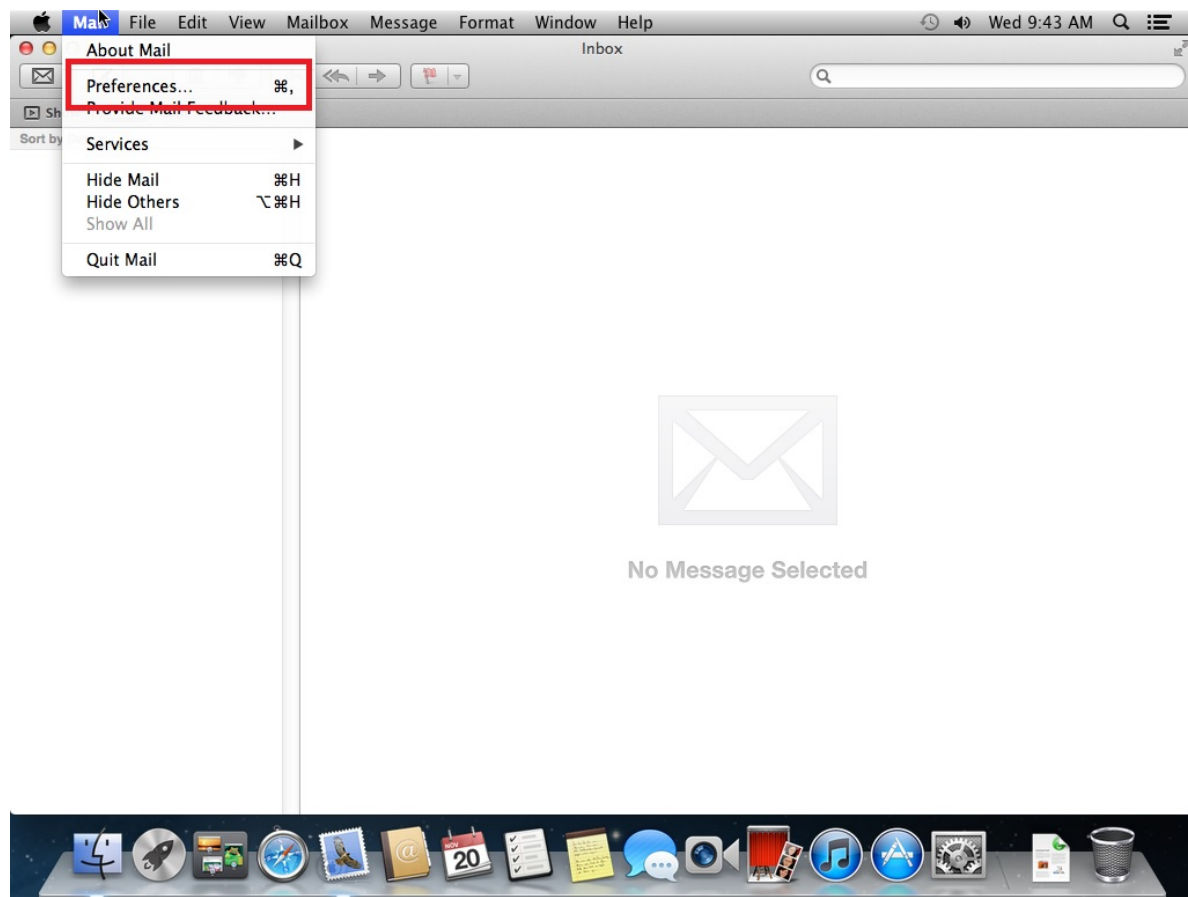 Mail File Edit View Mailbox Message Format Window Help Wed 9:43 AM
About Mail Inbox
Preferences... ⌘,
Provide Mail Feedback...
Sh
Sort by
Services
Hide Mail ⌘H
Hide Others ⌥⌘H
Show All
Quit Mail ⌘Q
No Message Selected
NOV
20